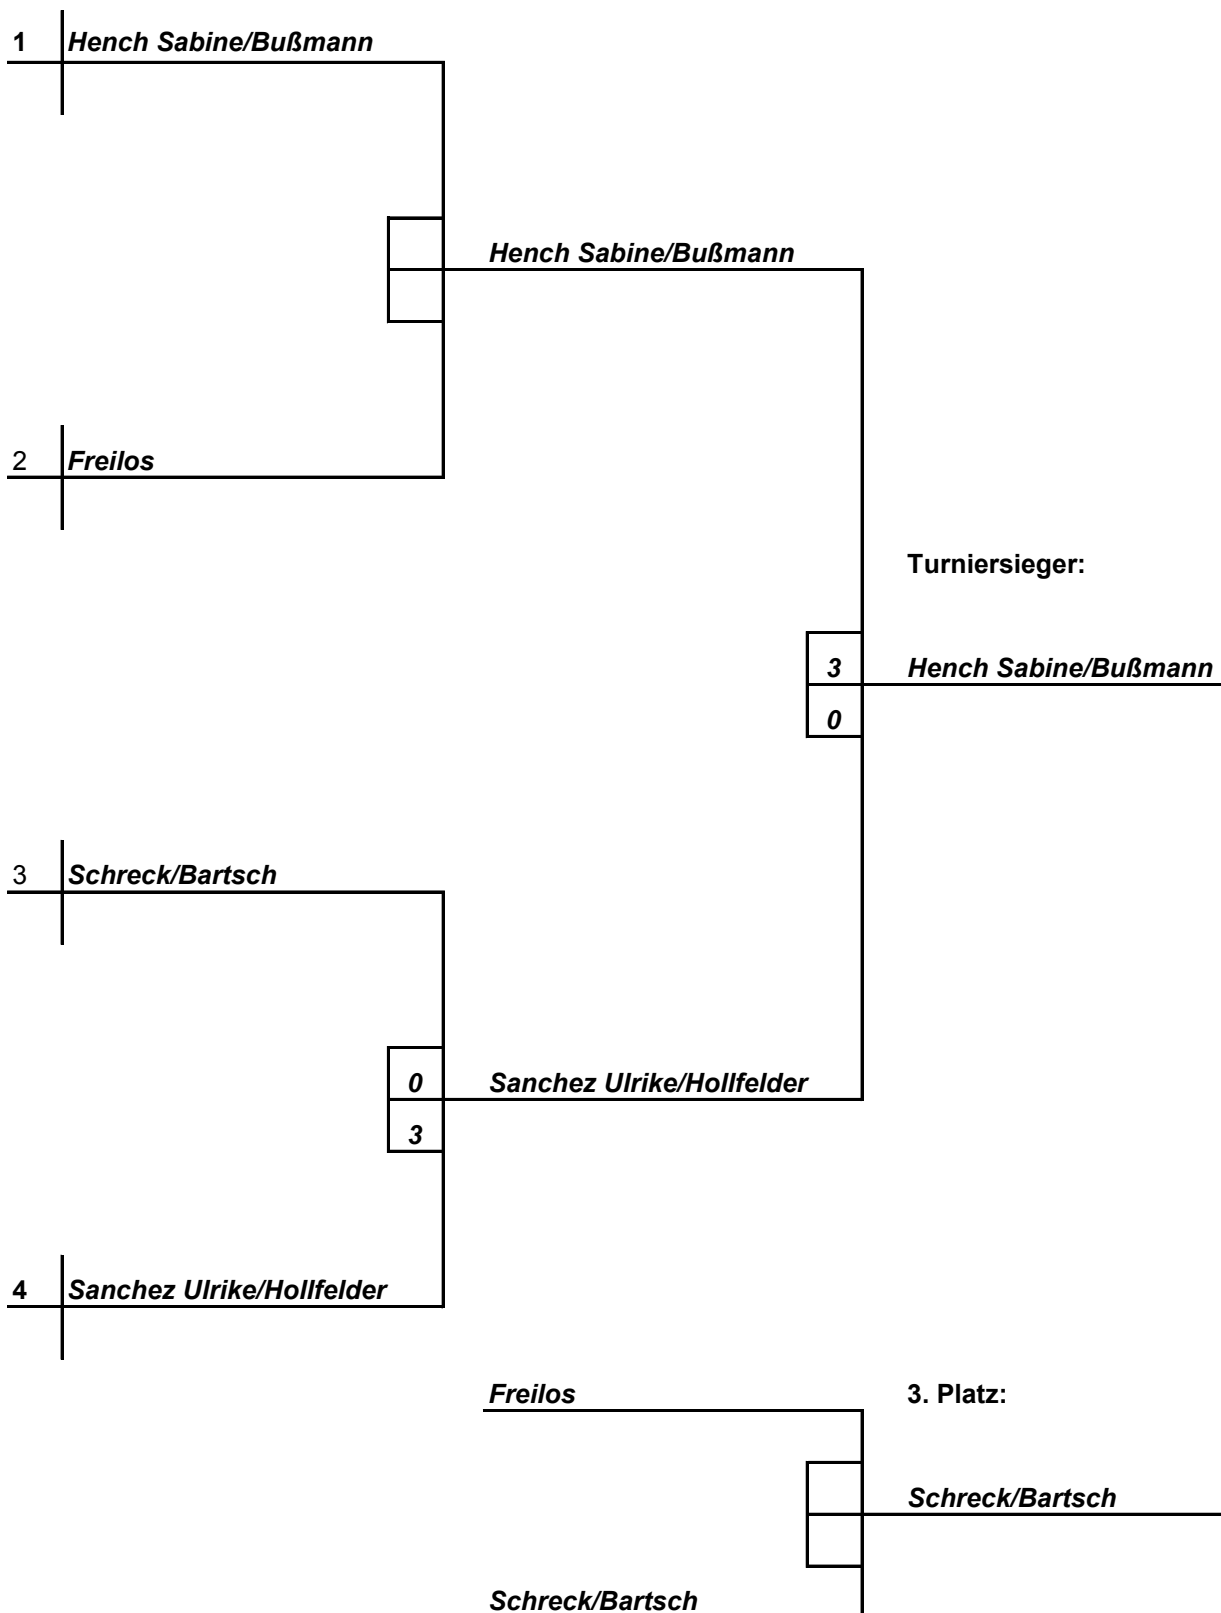 1 Hench Sabine/Bußmann
Hench Sabine/Bußmann
2 Freilos
Turniersieger:
3 Hench Sabine/Bußmann
0
3 Schreck/Bartsch
0 Sanchez Ulrike/Hollfelder
3
4 Sanchez Ulrike/Hollfelder
Freilos 3. Platz:
Schreck/Bartsch
Schreck/Bartsch